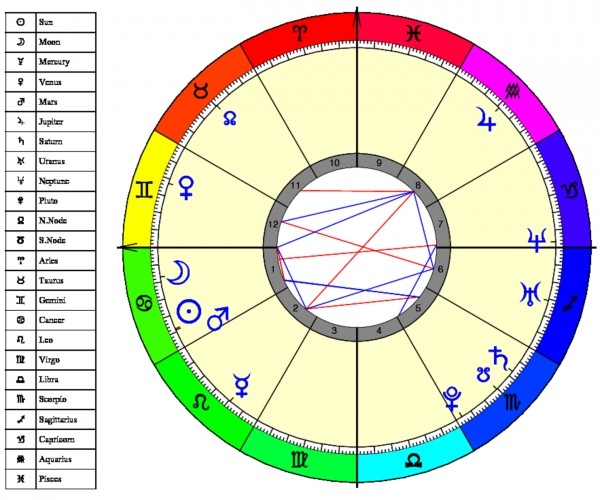 ☉ Sun
☽ Moon
☿ Mercury
♀ Venus
♂ Mars
♃ Jupiter
♄ Saturn
♅ Uranus
♆ Neptune
♇ Pluto
☊ N.Node
☋ S.Node
♈ Aries
♉ Taurus
♊ Gemini
♋ Cancer
♌ Leo
♍ Virgo
♎ Libra
♏ Scorpio
♐ Sagittarius
♑ Capricorn
♒ Aquarius
♓ Pisces
♈ ♓
♉ ♒
☊ ♃
10 9
11 8
♊ ♀ 12 7 ♑
♆
♋ ☽ 1 6 ♅ ♐
☉ ♂ 2 5
3 4
♄
☿ ☋
♌ ♇ ♏
♍ ♎